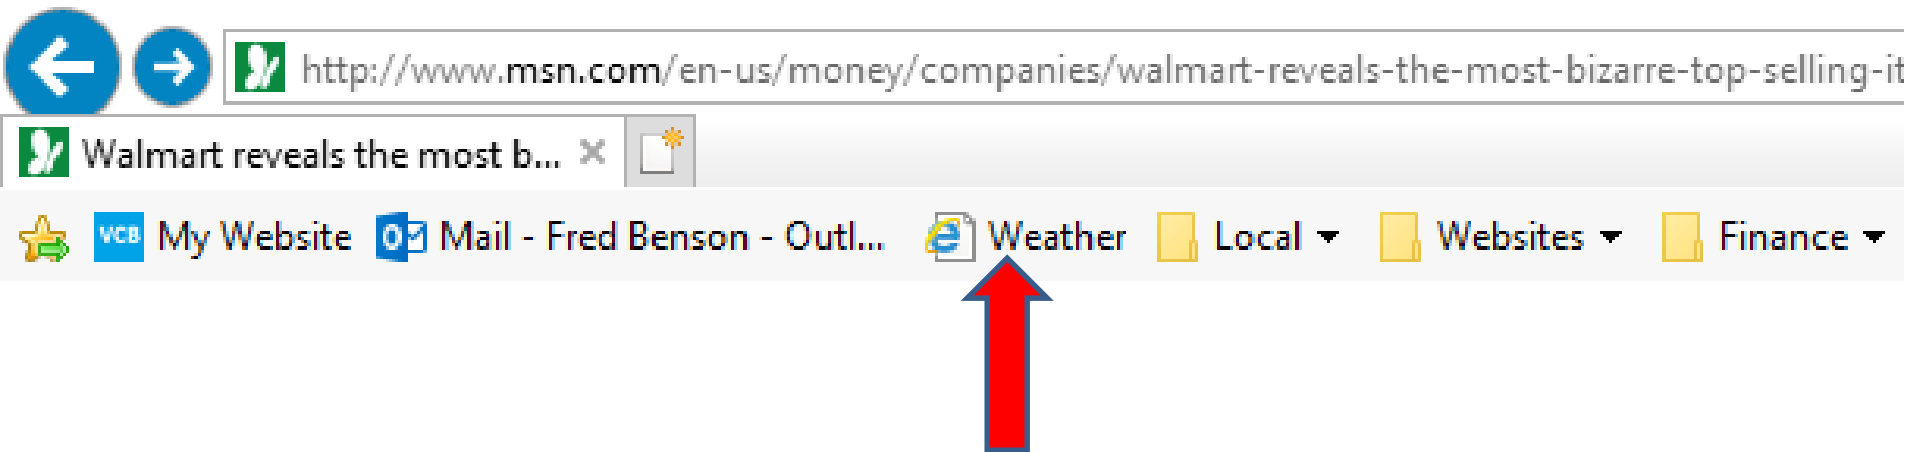 http://www.msn.com/en-us/money/companies/walmart-reveals-the-most-bizarre-top-selling-it
Walmart reveals the most b...
VCB My Website Mail - Fred Benson - Outl... Weather Local Websites Finance